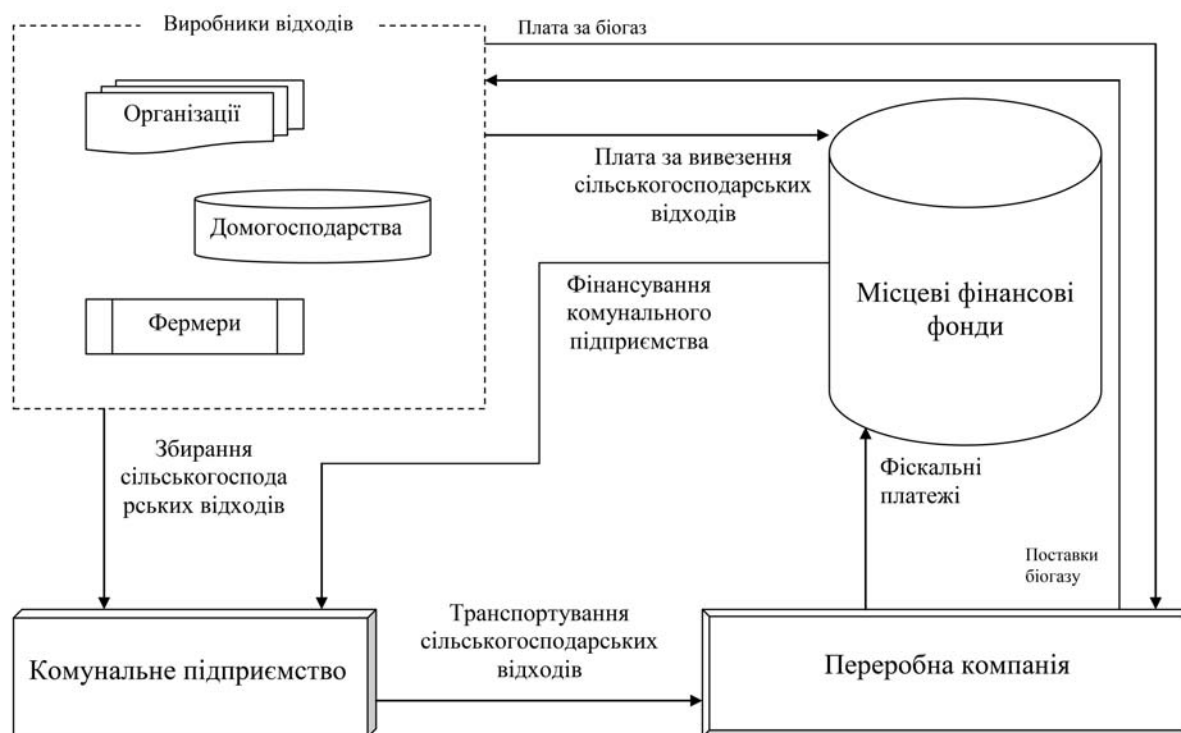 Виробники відходів
Плата за біогаз
Організації
Плата за вивезення
сільськогосподарських
відходів
Домогосподарства
Фінансування
комунального
підприємства
Місцеві фінансові
фонди
Фермери
Збирання
сільськогоспода
рських відходів
Фіскальні
платежі
Поставки
біогазу
Комунальне підприємство
Транспортування
сільськогосподарських
відходів
Переробна компанія